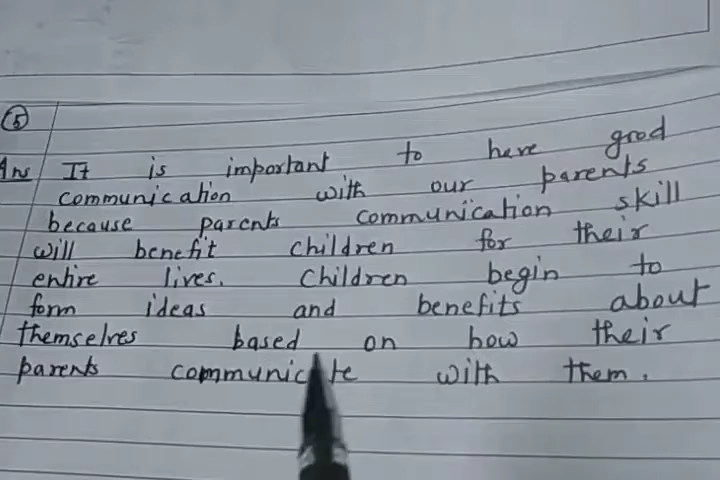 5
Ans It is important to have good
communication with our parents
because parents communication skill
will benefit children for their
entire lives. Children begin to
form ideas and benefits about
themselves based on how their
parents communicate with them.